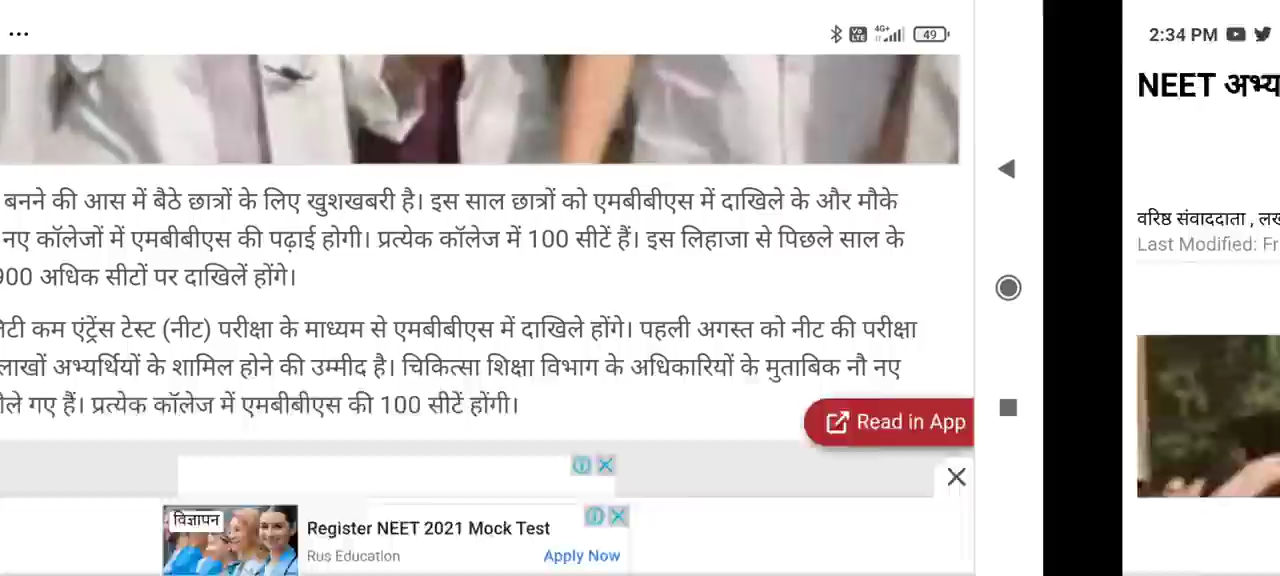 ...
VoLTE 4G+ 49
बनने की आस में बैठे छात्रों के लिए खुशखबरी है। इस साल छात्रों को एमबीबीएस में दाखिले के और मौके
नए कॉलेजों में एमबीबीएस की पढ़ाई होगी। प्रत्येक कॉलेज में 100 सीटें हैं। इस लिहाजा से पिछले साल के
900 अधिक सीटों पर दाखिलें होंगे।
कम एंट्रेंस टेस्ट (नीट) परीक्षा के माध्यम से एमबीबीएस में दाखिले होंगे। पहली अगस्त को नीट की परीक्षा
लाखों अभ्यर्थियों के शामिल होने की उम्मीद है। चिकित्सा शिक्षा विभाग के अधिकारियों के मुताबिक नौ नए
गए हैं। प्रत्येक कॉलेज में एमबीबीएस की 100 सीटें होंगी।
Read in App
विज्ञापन
Register NEET 2021 Mock Test
Rus Education Apply Now
2:34 PM
NEET
वरिष्ठ संवाददाता ,
Last Modified: